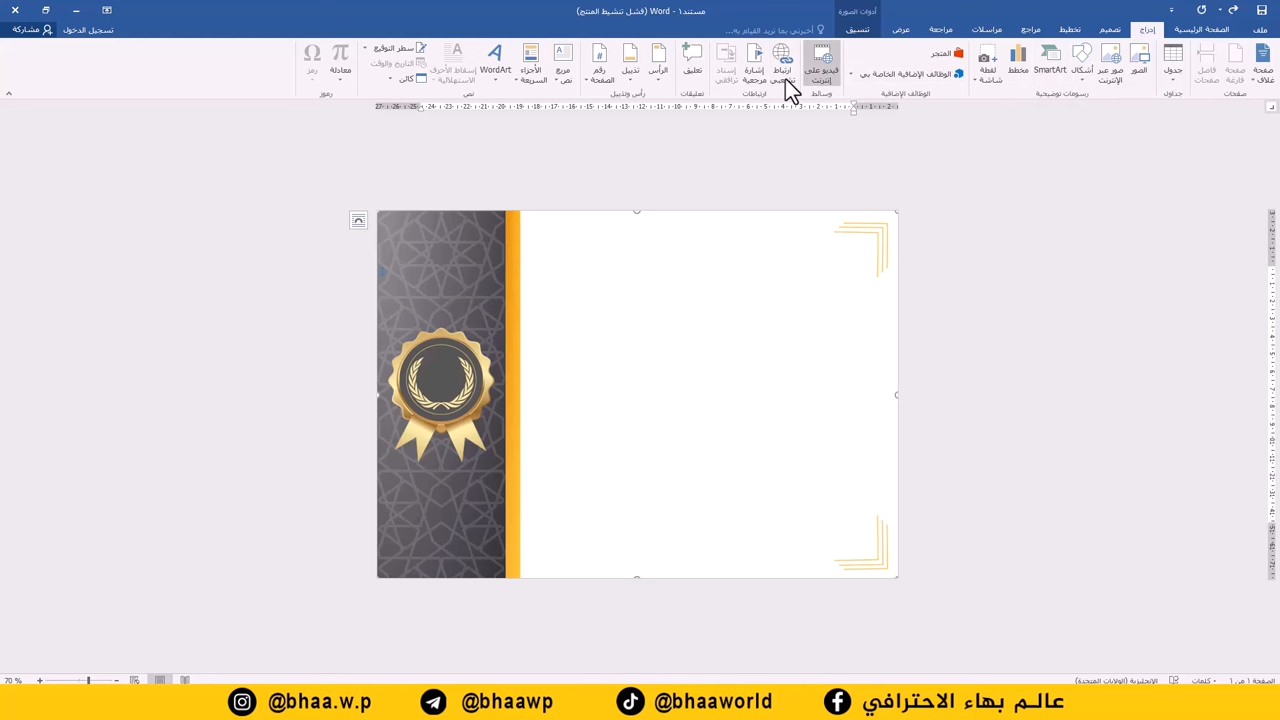 مستند١ - Word (فشل تنشيط المنتج)
أدوات الصورة
ملف
الصفحة الرئيسية
إدراج
تصميم
تخطيط
مراجع
مراسلات
مراجعة
عرض
تنسيق
أخبرني بما تريد القيام به...
تسجيل الدخول
مشاركة
صفحة غلاف
صفحة فارغة
فاصل صفحات
صفحات
جدول
جداول
الصور
صور عبر الإنترنت
أشكال
SmartArt
مخطط
لقطة شاشة
رسومات توضيحية
المتجر
الوظائف الإضافية الخاصة بي
الوظائف الإضافية
فيديو على إنترنت
وسائط
ارتباط
إشارة مرجعية
إسناد ترافقي
ارتباطات
تعليق
تعليقات
الرأس
تذييل
رقم الصفحة
رأس وتذييل
مربع نص
الأجزاء السريعة
WordArt
إسقاط الأحرف الاستهلالية
سطر التوقيع
التاريخ والوقت
كائن
نص
معادلة
رمز
رموز
الصفحة ١ من ١
٠ كلمات
الإنجليزية (الولايات المتحدة)
70 %
@bhaa.w.p
@bhaawp
@bhaaworld
عالم بهاء الاحترافي